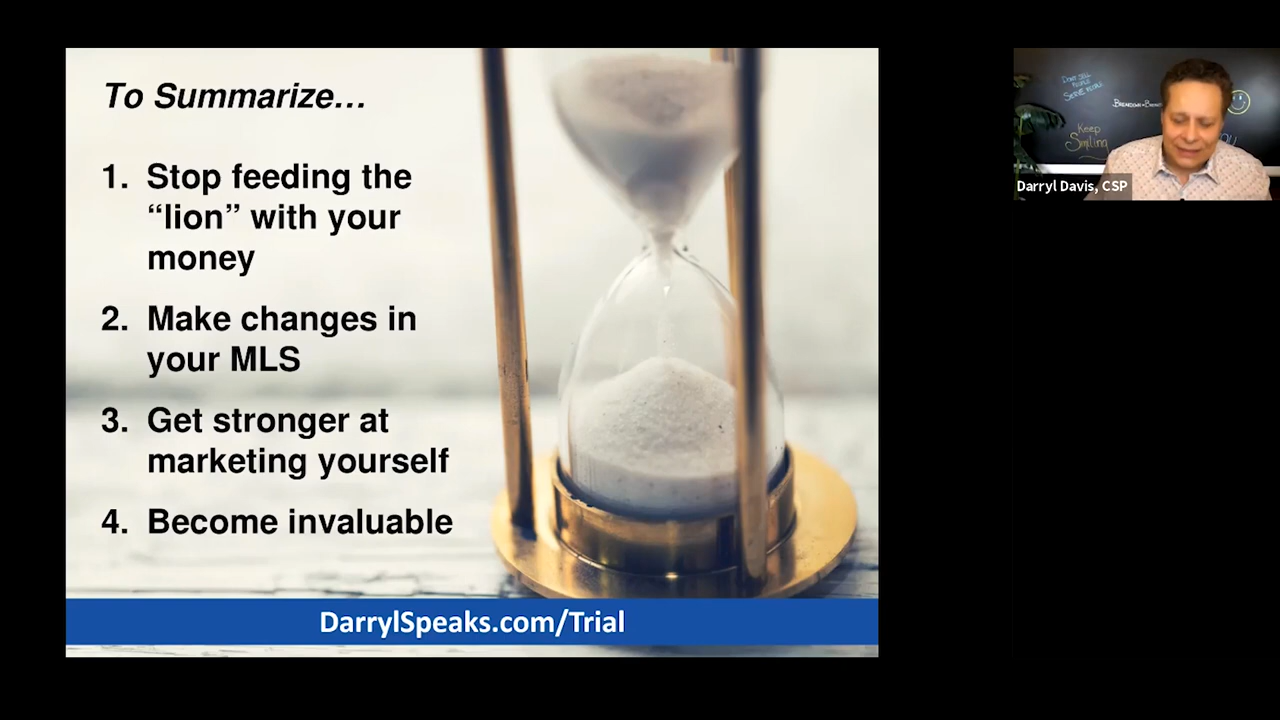 To Summarize…
1. Stop feeding the
“lion” with your
money
2. Make changes in
your MLS
3. Get stronger at
marketing yourself
4. Become invaluable
DarrylSpeaks.com/Trial
Keep
Smiling
Darryl Davis, CSP